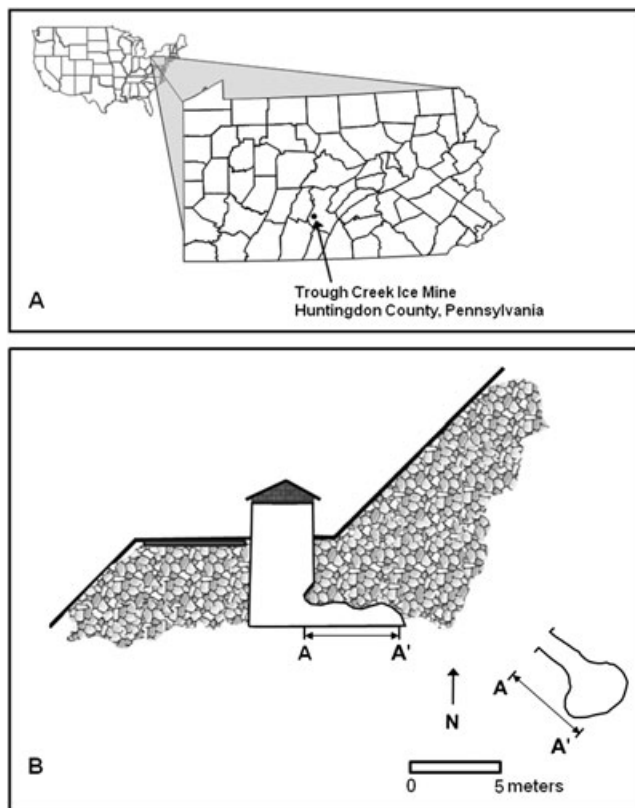 A
Trough Creek Ice Mine
Huntingdon County, Pennsylvania
A
A'
A
A'
N
B
0
5 meters